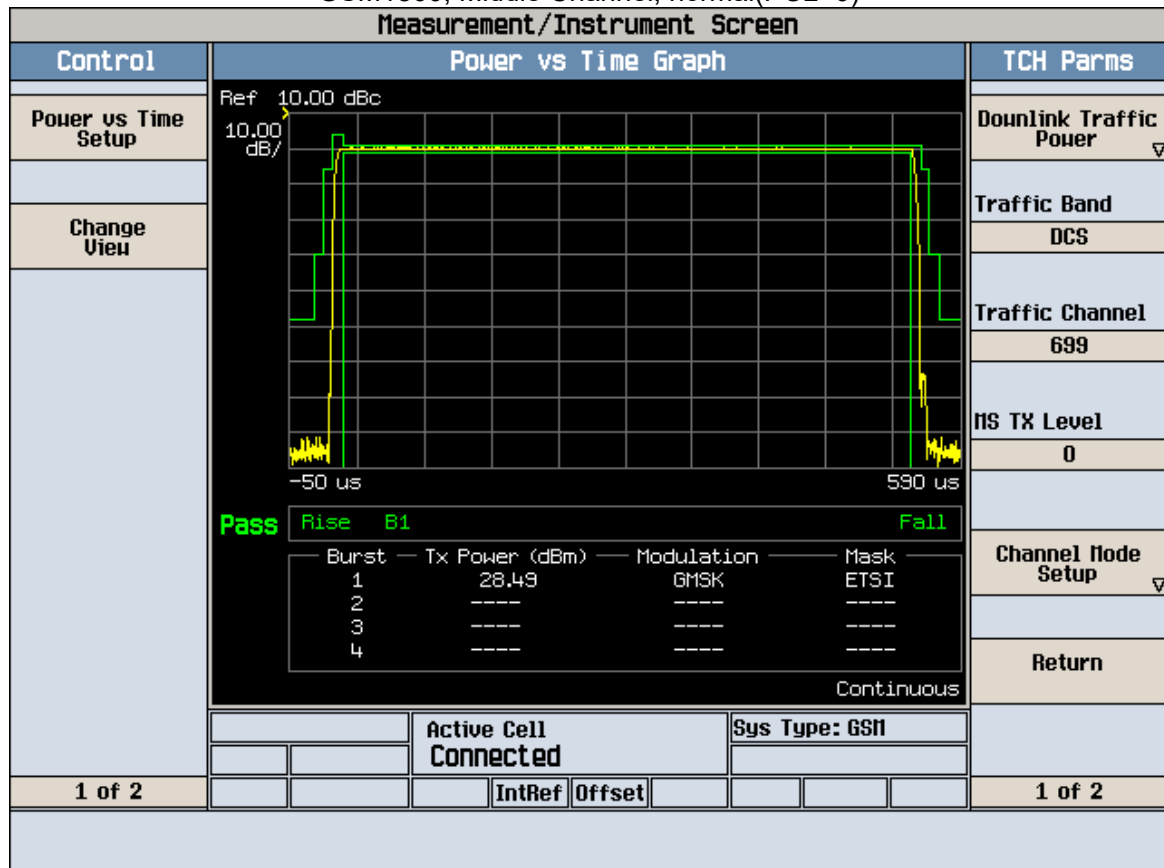 Measurement/Instrument Screen
Control
Power vs Time Graph
TCH Parms
Power vs Time
Setup
Change
View
1 of 2
Ref 10.00 dBc
10.00
dB/
-50 us
590 us
Pass
Rise B1 Fall
Burst Tx Power (dBm) Modulation Mask
1 28.49 GMSK ETSI
2 ---- ---- ----
3 ---- ---- ----
4 ---- ---- ----
Continuous
Active Cell
Connected
Sys Type: GSM
IntRef Offset
Downlink Traffic
Power
Traffic Band
DCS
Traffic Channel
699
MS TX Level
0
Channel Mode
Setup
Return
1 of 2